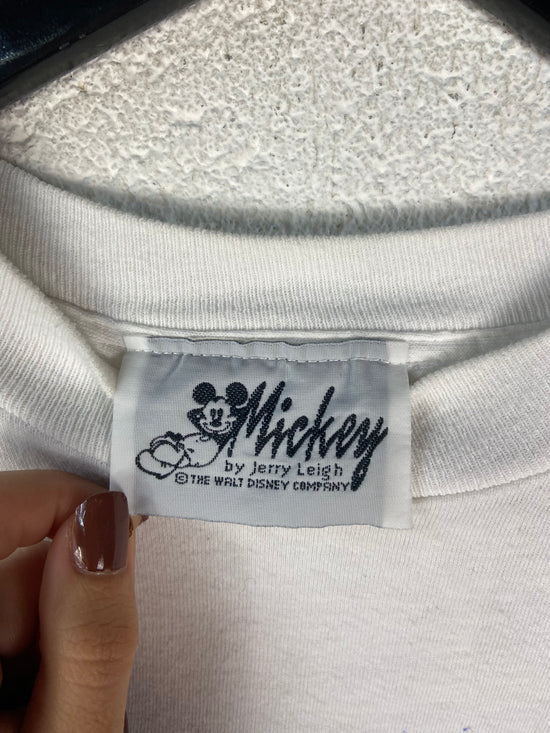 Mickey
by Jerry Leigh
© THE WALT DISNEY COMPANY